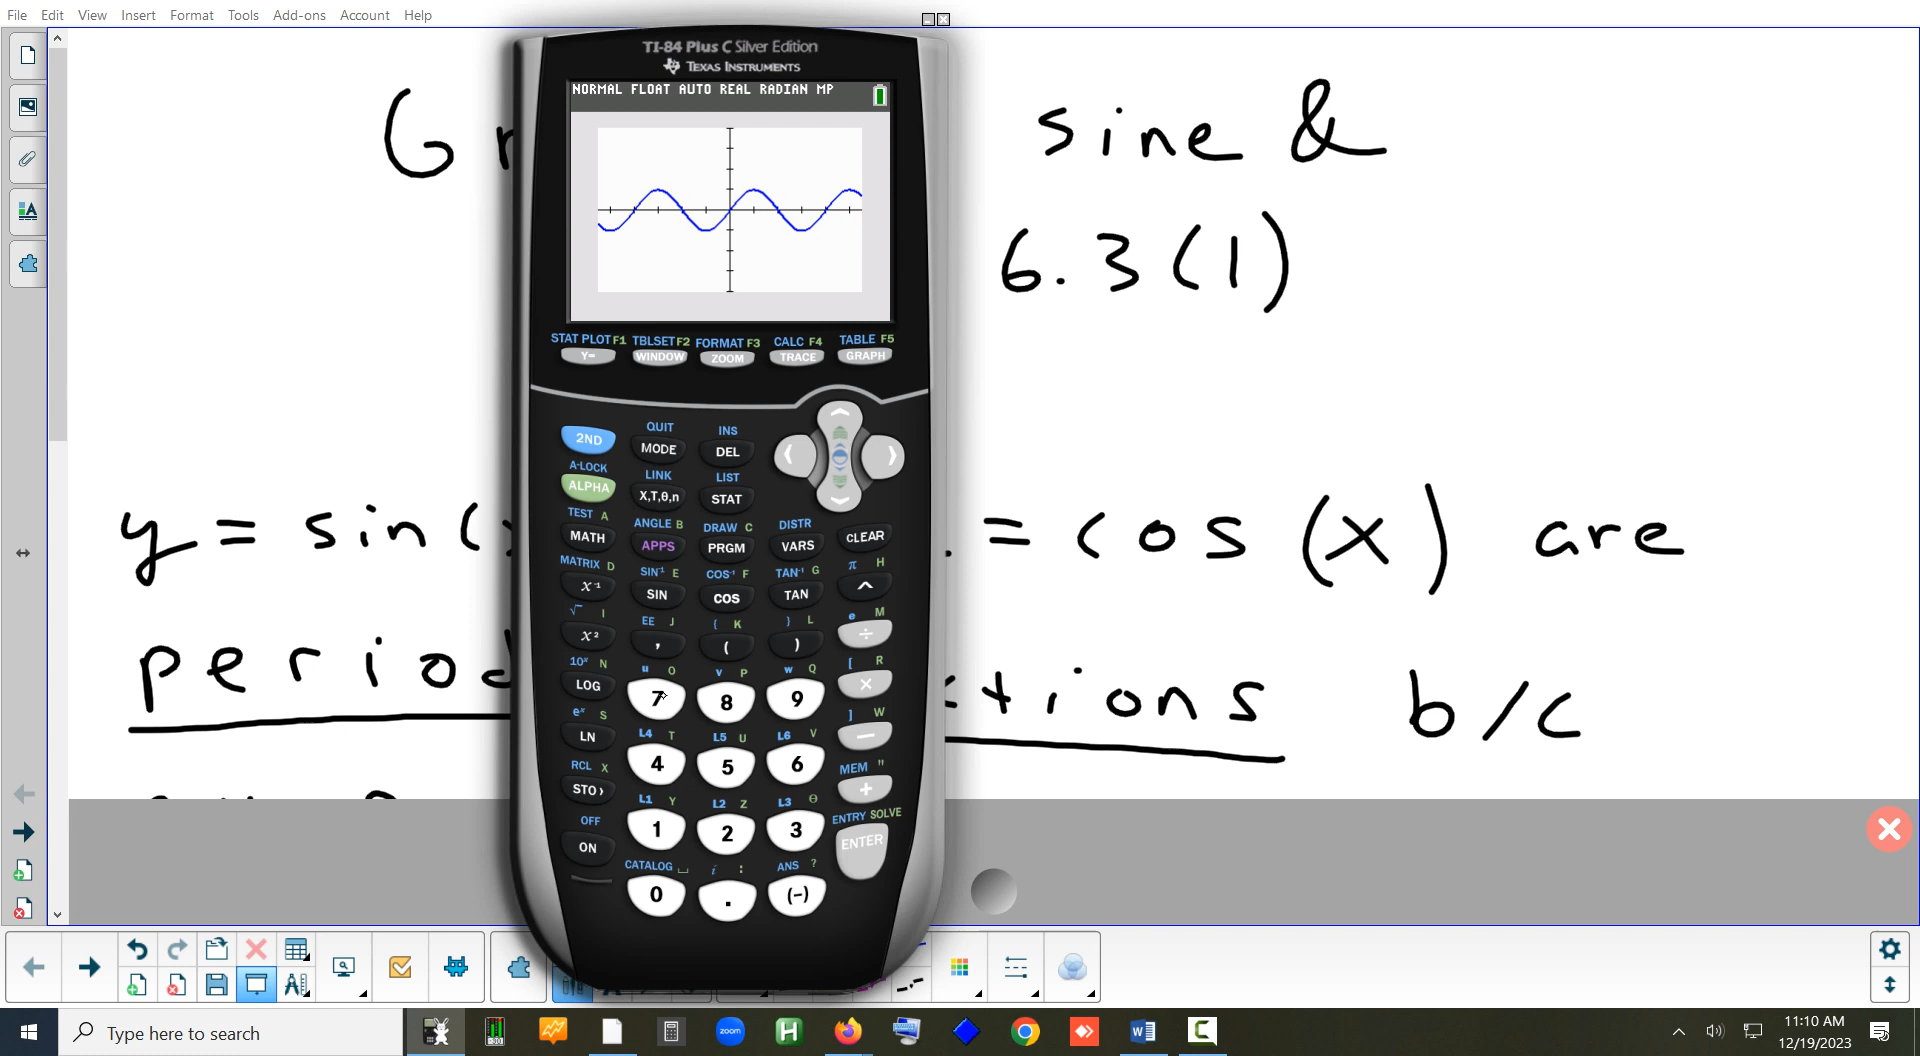 File Edit View Insert Format Tools Add-ons Account Help
TI-84 Plus C Silver Edition
TEXAS INSTRUMENTS
NORMAL FLOAT AUTO REAL RADIAN MP
sine &
6.3(1)
STAT PLOT F1 TBLSET F2 FORMAT F3 CALC F4 TABLE F5
Y= WINDOW ZOOM TRACE GRAPH
QUIT INS
2ND MODE DEL
A-LOCK LINK LIST
ALPHA X,T,θ,n STAT
TEST A ANGLE B DRAW C DISTR
MATH APPS PRGM VARS CLEAR
y = sin( = cos(x) are
MATRIX D SIN⁻¹ E COS⁻¹ F TAN⁻¹ G π H
x⁻¹ SIN COS TAN ^
√ I EE J { K } L e M
x² , ( ) ÷
10ˣ N u O v P w Q [ R
LOG 7 8 9 ×
period tions b/c
eˣ S L4 T L5 U L6 V ] W
LN 4 5 6 −
RCL X L1 Y L2 Z L3 θ MEM "
STO› 1 2 3 +
OFF CATALOG ␣ i : ANS ? ENTRY SOLVE
ON 0 . (-) ENTER
Type here to search
zoom
11:10 AM
12/19/2023